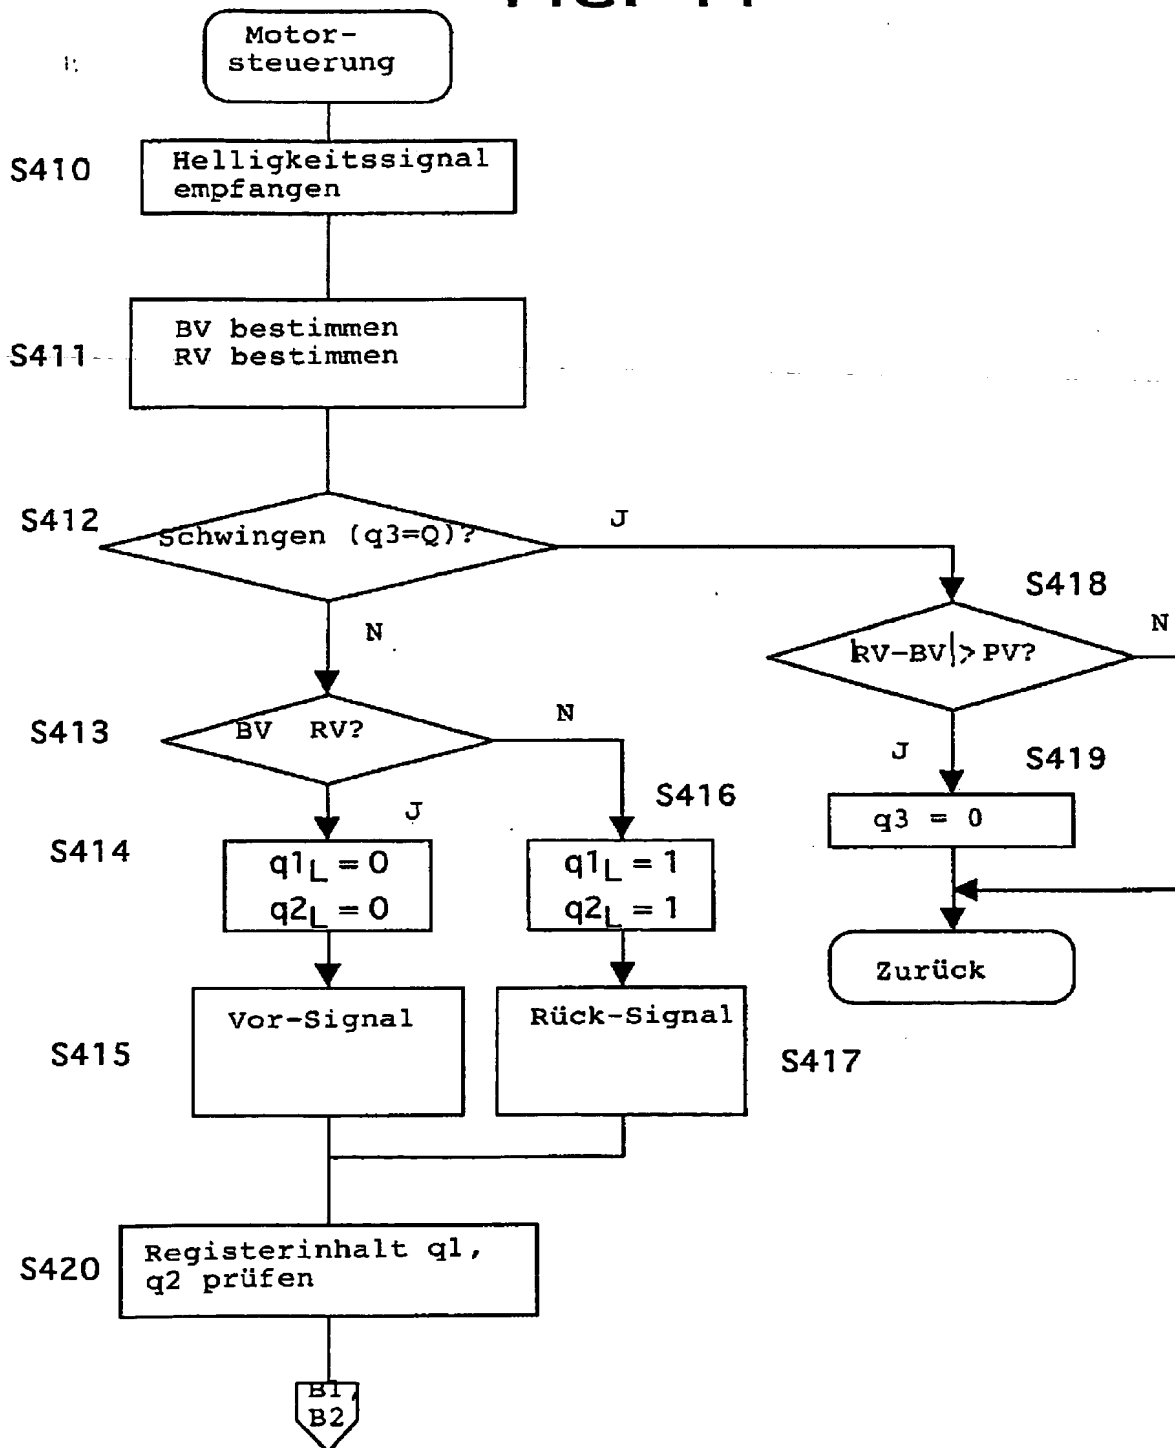 Motor-
steuerung
S410
Helligkeitssignal
empfangen
S411
BV bestimmen
RV bestimmen
S412
Schwingen (q3=Q)?
J
N
S418
|RV-BV|> PV?
N
J
S413
BV RV?
N
J
S419
q3 = 0
S414
q1L = 0
q2L = 0
S416
q1L = 1
q2L = 1
Zurück
S415
Vor-Signal
Rück-Signal
S417
S420
Registerinhalt q1,
q2 prüfen
B1,
B2